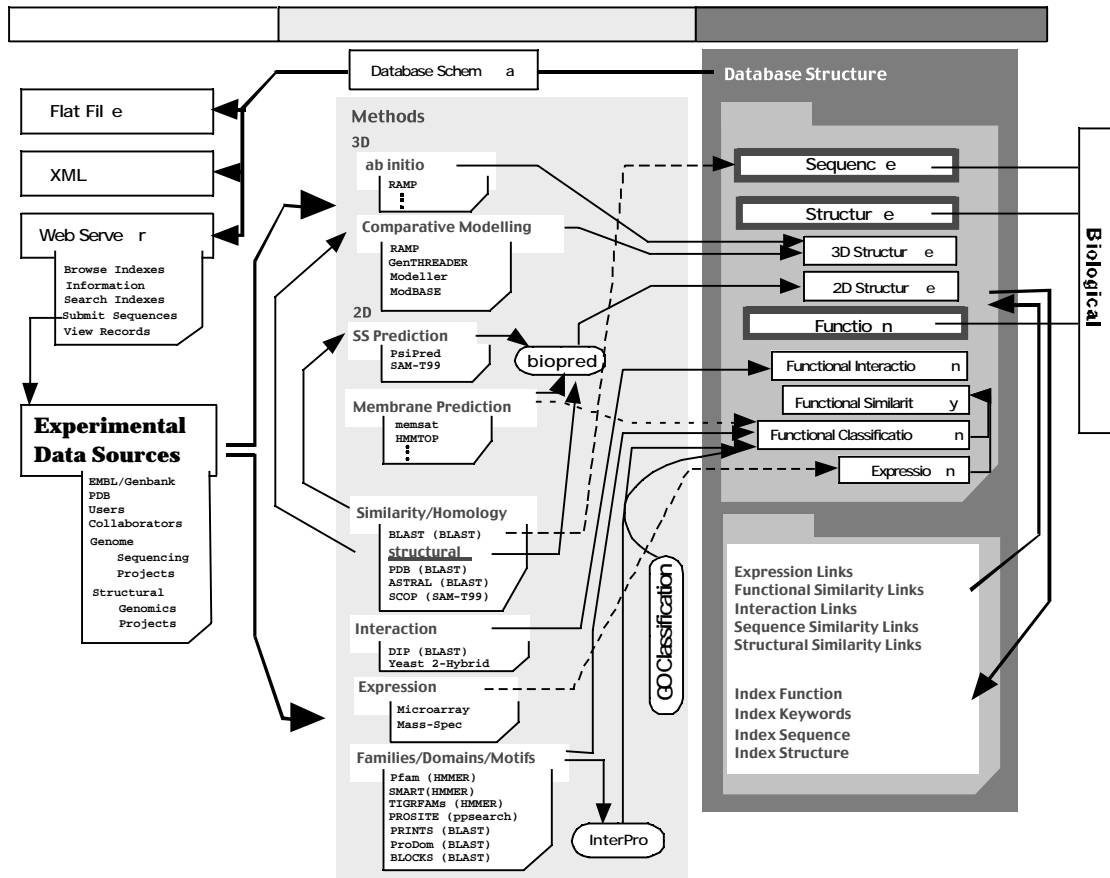 Database Schem a
Flat Fil e
XML
Web Serve r
Browse Indexes
Information
Search Indexes
Submit Sequences
View Records
Experimental
Data Sources
EMBL/Genbank
PDB
Users
Collaborators
Genome
Sequencing
Projects
Structural
Genomics
Projects
Methods
3D
ab initio
RAMP
Comparative Modelling
RAMP
GenTHREADER
Modeller
ModBASE
2D
SS Prediction
PsiPred
SAM-T99
biopred
Membrane Prediction
memsat
HMMTOP
Similarity/Homology
BLAST (BLAST)
structural
PDB (BLAST)
ASTRAL (BLAST)
SCOP (SAM-T99)
Interaction
DIP (BLAST)
Yeast 2-Hybrid
Expression
Microarray
Mass-Spec
Families/Domains/Motifs
Pfam (HMMER)
SMART(HMMER)
TIGRFAMs (HMMER)
PROSITE (ppsearch)
PRINTS (BLAST)
ProDom (BLAST)
BLOCKS (BLAST)
InterPro
GO Classification
Database Structure
Sequenc e
Structur e
3D Structur e
2D Structur e
Functio n
Functional Interactio n
Functional Similarit y
Functional Classificatio n
Expressio n
Expression Links
Functional Similarity Links
Interaction Links
Sequence Similarity Links
Structural Similarity Links
Index Function
Index Keywords
Index Sequence
Index Structure
Biological